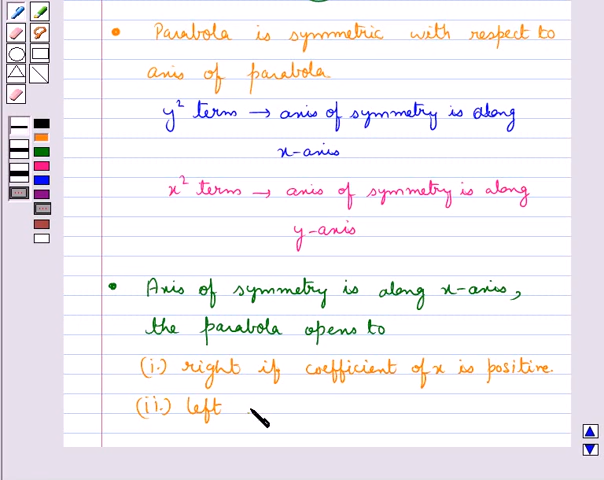 • Parabola is symmetric with respect to
axis of parabola
y² terms → axis of symmetry is along
x-axis
x² terms → axis of symmetry is along
y-axis
• Axis of symmetry is along x-axis,
the parabola opens to
(i.) right if coefficient of x is positive.
(ii.) left